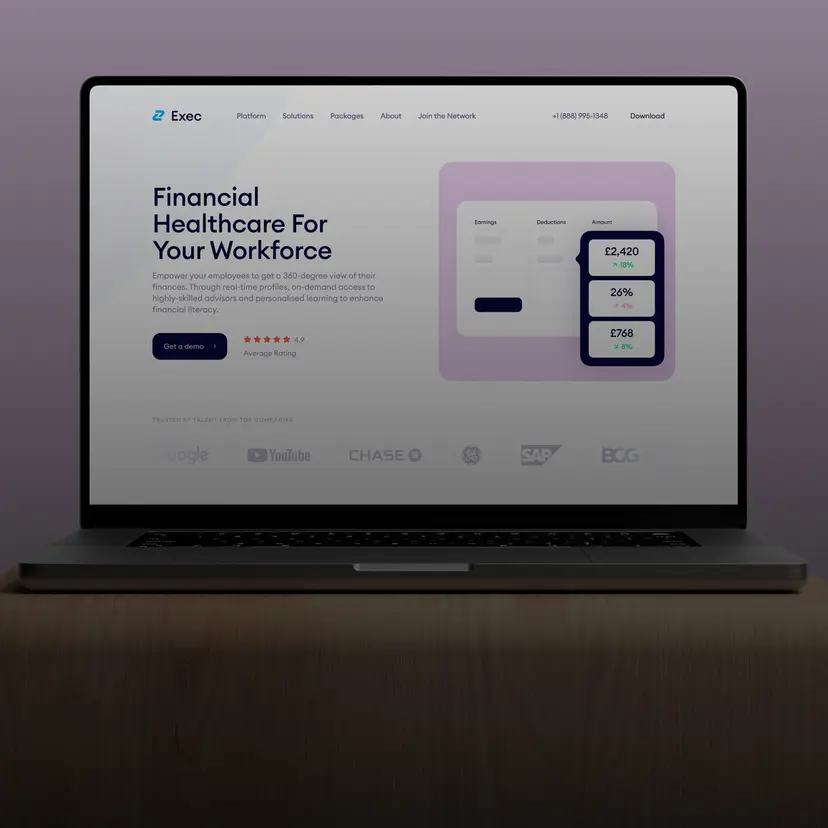 Exec
Platform
Solutions
Packages
About
Join the Network
+1 (888) 995-1348
Download
Financial
Healthcare For
Your Workforce
Empower your employees to get a 360-degree view of their
finances. Through real-time profiles, on-demand access to
highly-skilled advisors and personalised learning to enhance
financial literacy.
Get a demo
4.9
Average Rating
Earnings
Deductions
Amount
£2,420
18%
26%
4%
£768
8%
TRUSTED BY TALENT FROM TOP COMPANIES
Google
YouTube
CHASE
GE
SAP
BCG